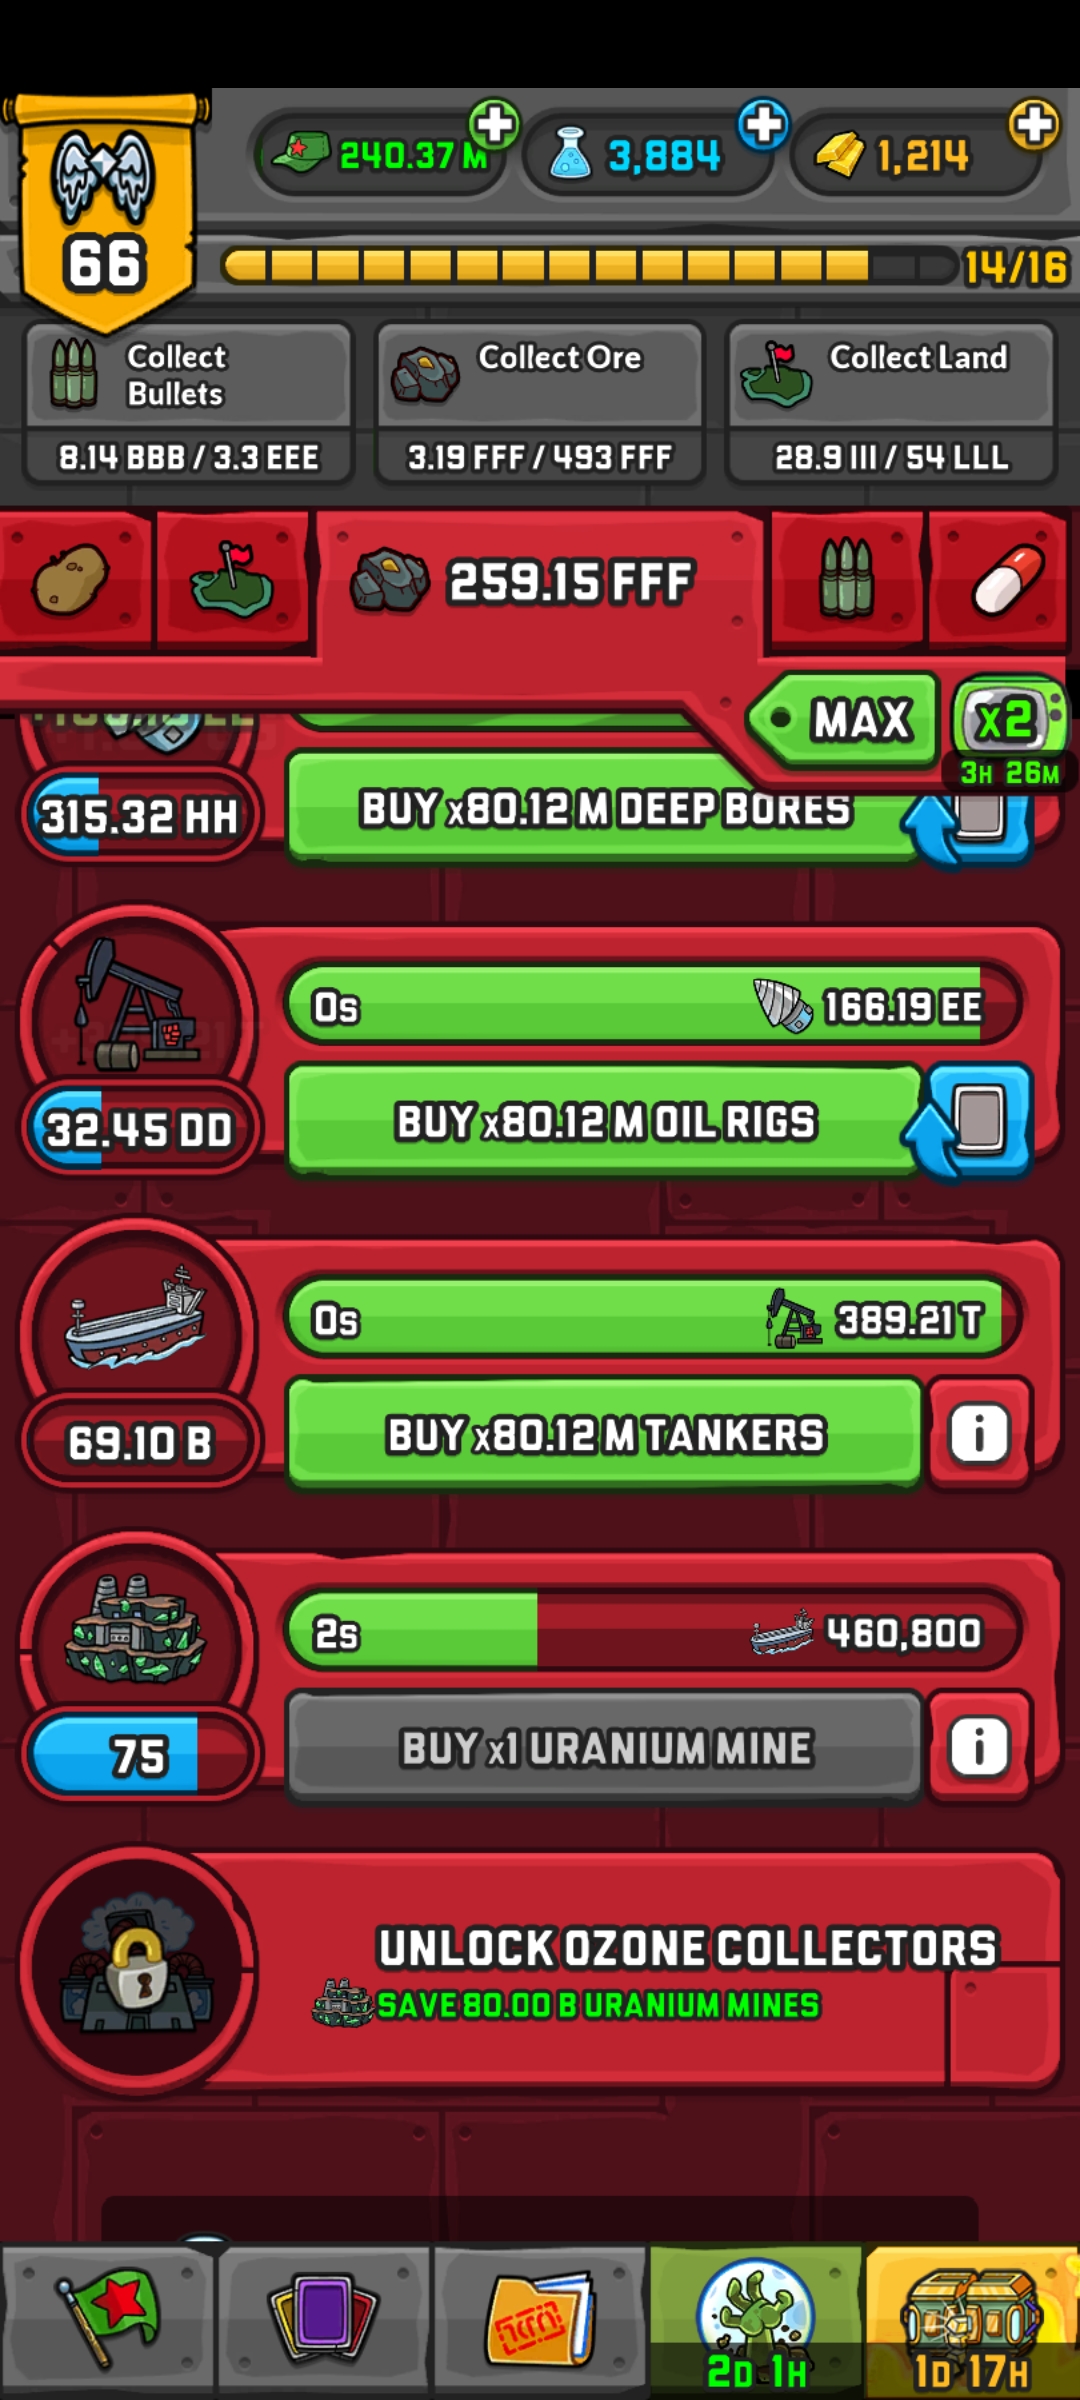 240.37 M
3,884
1,214
66
14/16
Collect
Bullets
Collect Ore
Collect Land
8.14 BBB / 3.3 EEE
3.19 FFF / 493 FFF
28.9 III / 54 LLL
259.15 FFF
MAX
x2
3H 26M
315.32 HH
BUY x80.12 M DEEP BORES
0s
166.19 EE
32.45 DD
BUY x80.12 M OIL RIGS
0s
389.21 T
69.10 B
BUY x80.12 M TANKERS
i
2s
460,800
75
BUY x1 URANIUM MINE
i
UNLOCK OZONE COLLECTORS
SAVE 80.00 B URANIUM MINES
2D 1H
1D 17H